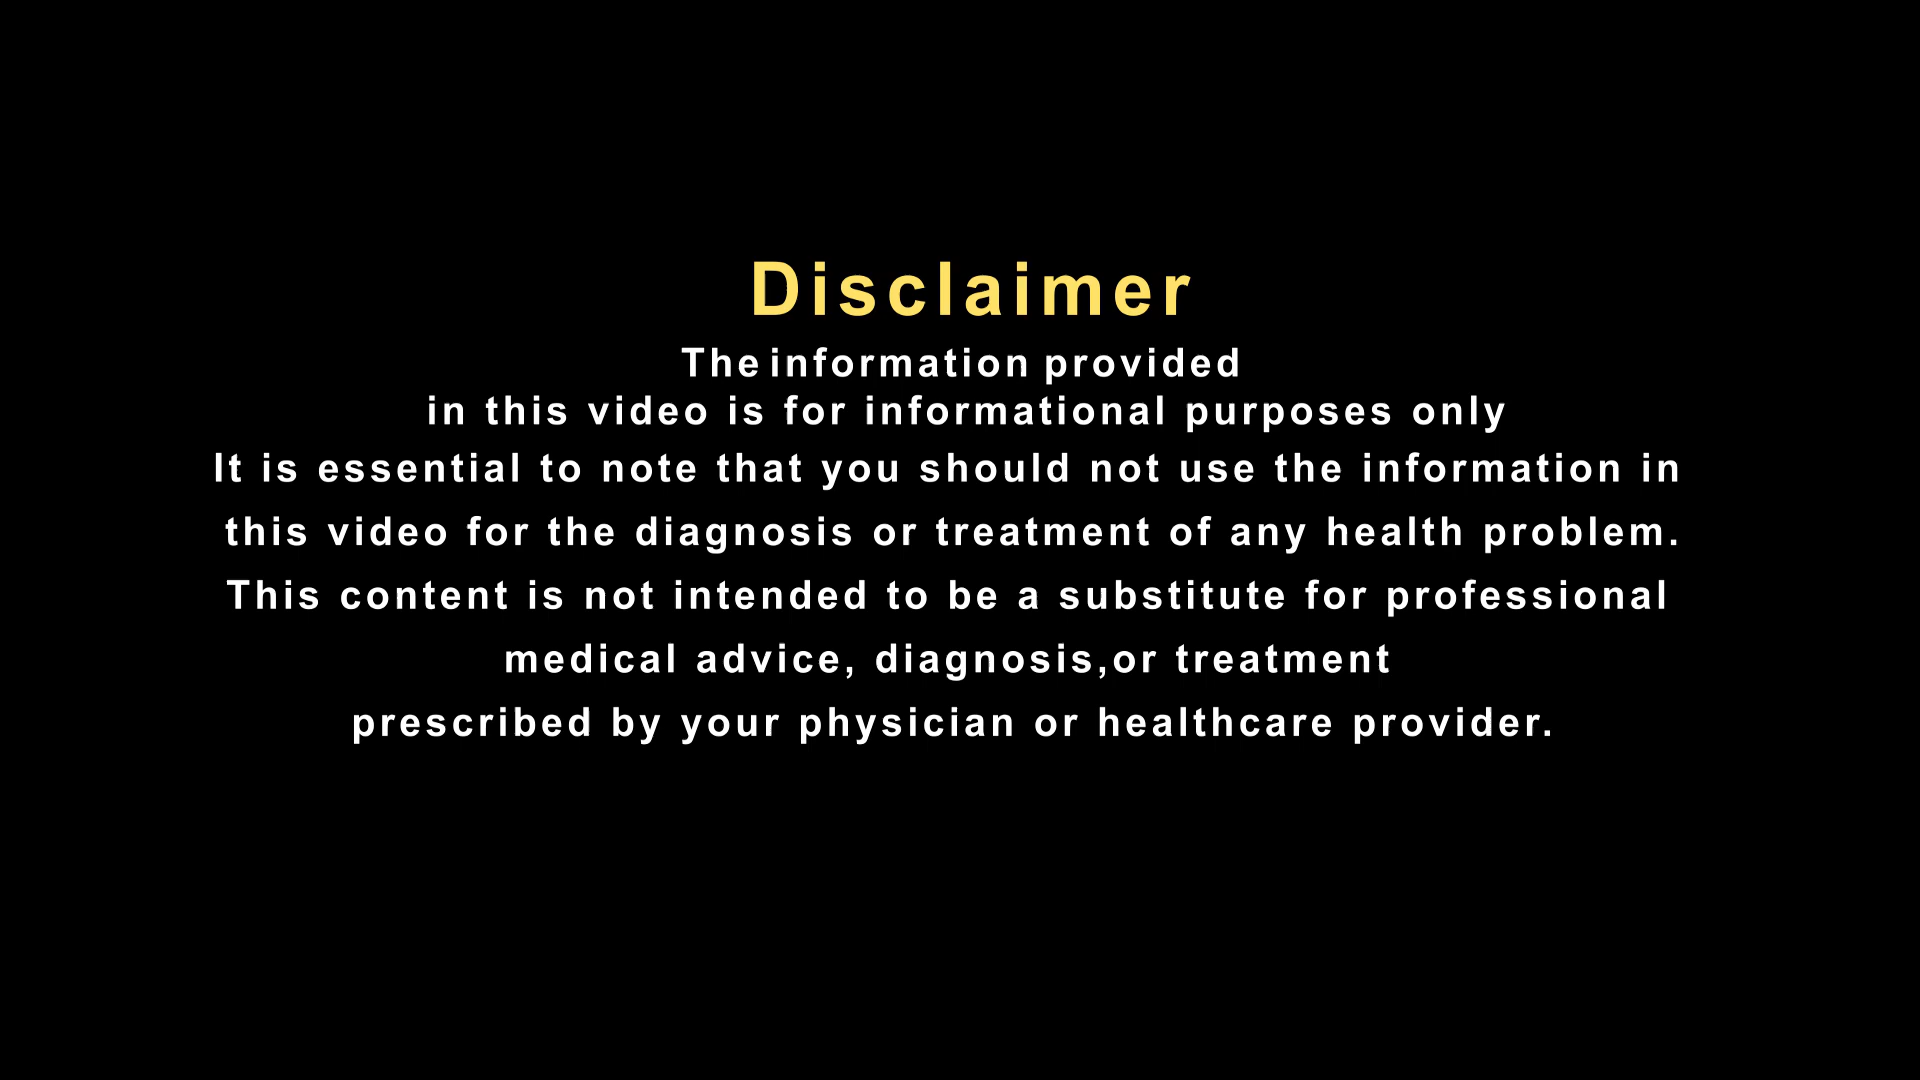 Disclaimer
The information provided
in this video is for informational purposes only
It is essential to note that you should not use the information in
this video for the diagnosis or treatment of any health problem.
This content is not intended to be a substitute for professional
medical advice, diagnosis,or treatment
prescribed by your physician or healthcare provider.